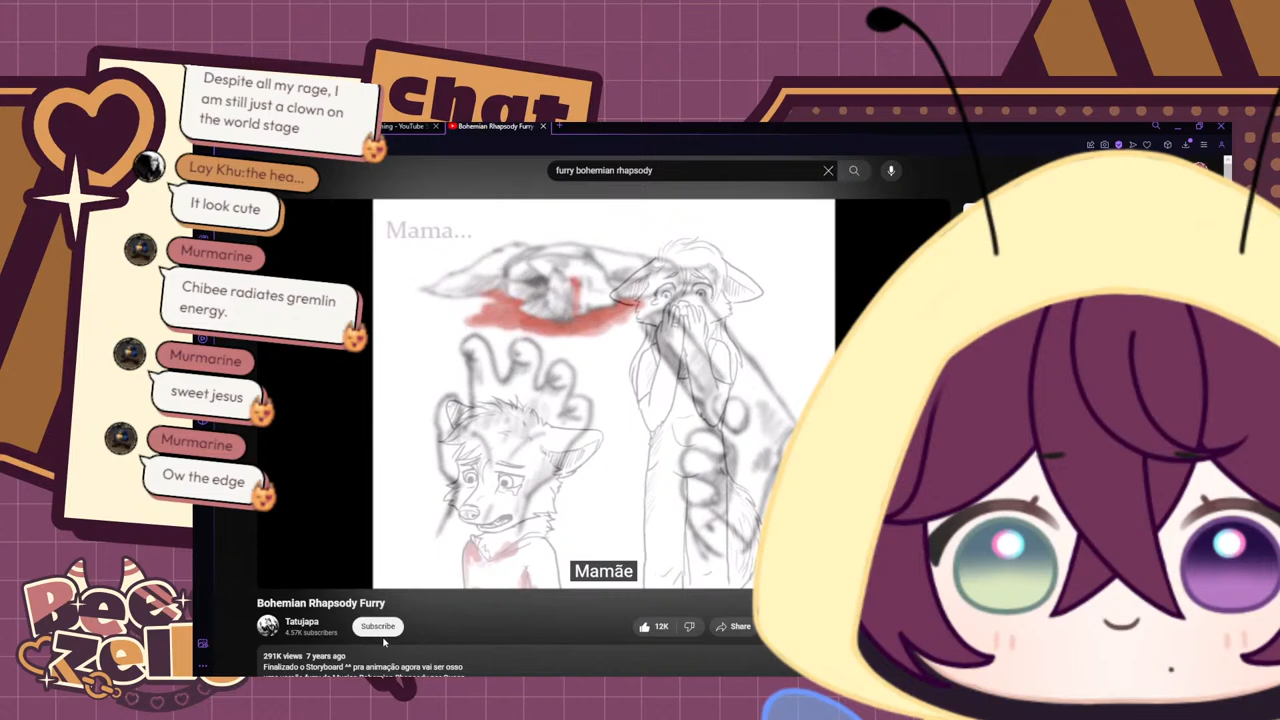 chat
Despite all my rage, I
am still just a clown on
the world stage
Lay Khu:the hea...
It look cute
Murmarine
Chibee radiates gremlin
energy.
Murmarine
sweet jesus
Murmarine
Ow the edge
Bee
Zell
ning - YouTube
Bohemian Rhapsody Furry
furry bohemian rhapsody
Mama...
Mamãe
Bohemian Rhapsody Furry
Tatujapa
4.57K subscribers
Subscribe
12K
Share
291K views 7 years ago
Finalizado o Storyboard ^^ pra animação agora vai ser osso